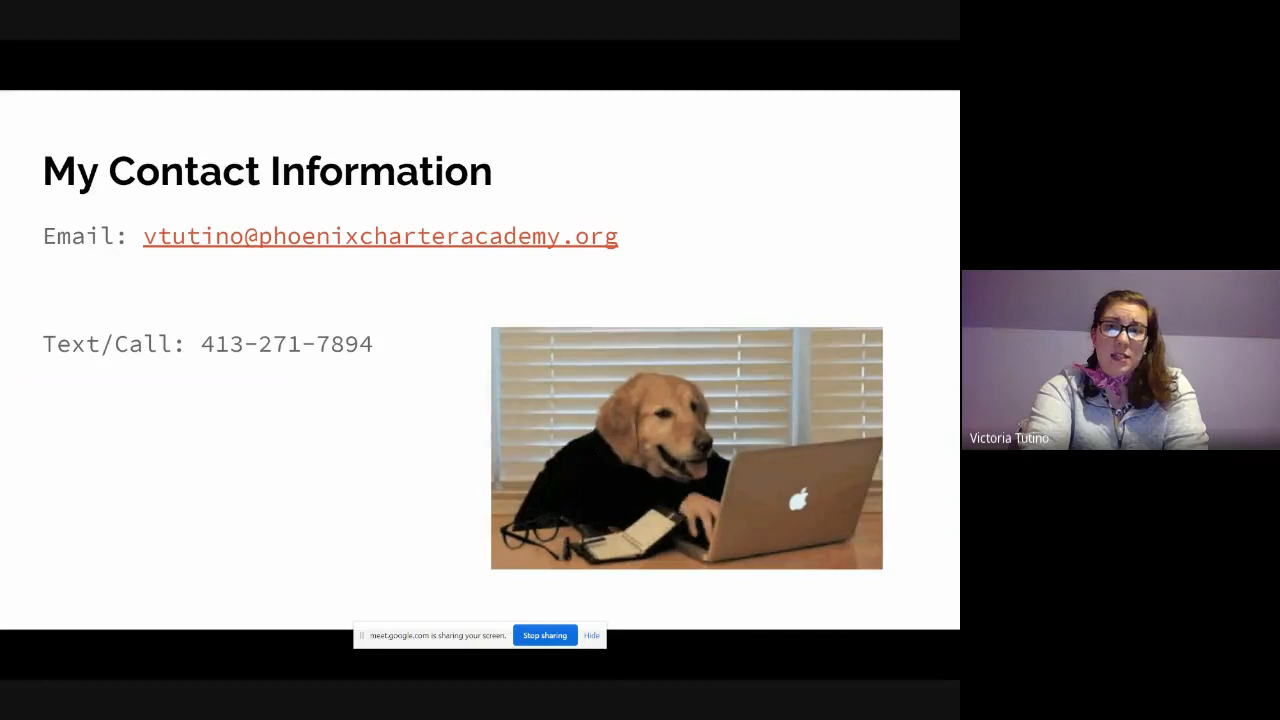 My Contact Information
Email: vtutino@phoenixcharteracademy.org
Text/Call: 413-271-7894
Victoria Tutino
meet.google.com is sharing your screen.
Stop sharing
Hide